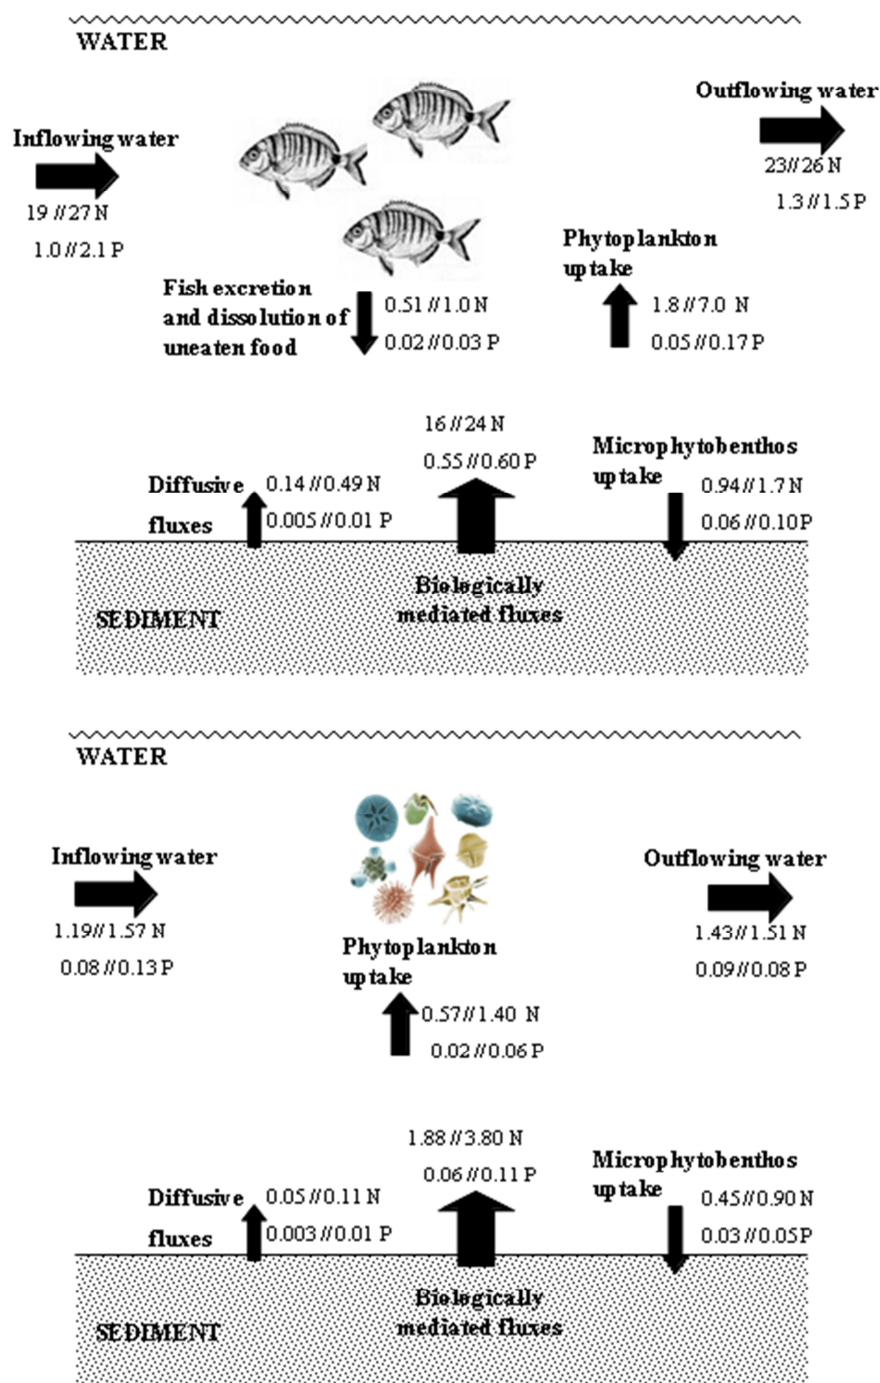 WATER
Outflowing water
Inflowing water
23//26 N
1.3//1.5 P
19 //27 N
1.0//2.1 P
Phytoplankton
uptake
Fish excretion
and dissolution of
uneaten food
0.51//1.0 N
0.02//0.03 P
1.8//7.0 N
0.05//0.17 P
16 //24 N
0.55//0.60 P
Microphytobenthos
uptake
0.94//1.7 N
0.06//0.10 P
Diffusive
fluxes
0.14//0.49 N
0.005//0.01 P
Biologically
mediated fluxes
SEDIMENT
WATER
Inflowing water
1.19//1.57 N
0.08//0.13 P
Outflowing water
1.43//1.51 N
0.09//0.08 P
Phytoplankton
uptake
0.57//1.40 N
0.02//0.06 P
1.88//3.80 N
0.06//0.11 P
Microphytobenthos
uptake
0.45//0.90 N
0.03//0.05 P
Diffusive
fluxes
0.05//0.11 N
0.003//0.01 P
Biologically
mediated fluxes
SEDIMENT